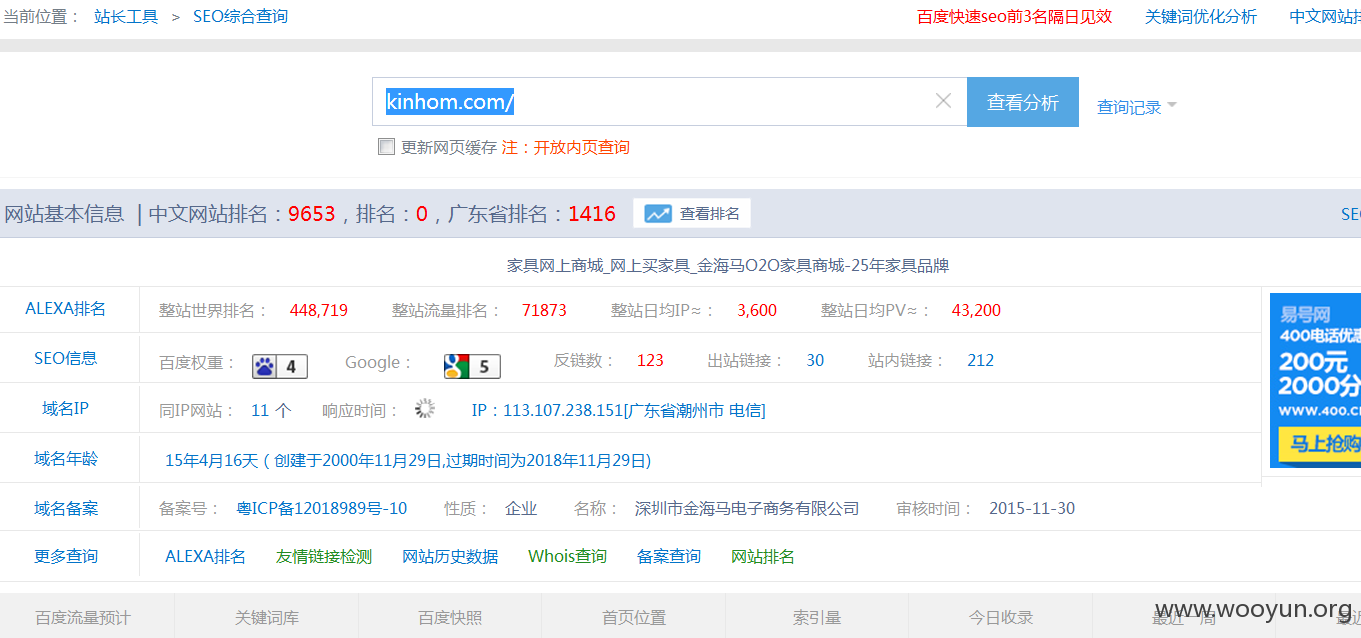 当前位置： 站长工具 > SEO综合查询 百度快速seo前3名隔日见效 关键词优化分析 中文网站排
kinhom.com/ 查看分析 查询记录
更新网页缓存 注：开放内页查询
网站基本信息 | 中文网站排名：9653，排名：0，广东省排名：1416 查看排名 SEO
家具网上商城_网上买家具_金海马O2O家具商城-25年家具品牌
ALEXA排名 整站世界排名： 448,719 整站流量排名： 71873 整站日均IP≈： 3,600 整站日均PV≈： 43,200
易号网
400电话优惠
200元
2000分
www.400.c
马上抢购
SEO信息 百度权重： 4 Google： 5 反链数： 123 出站链接： 30 站内链接： 212
域名IP 同IP网站： 11 个 响应时间： IP：113.107.238.151[广东省潮州市 电信]
域名年龄 15年4月16天（创建于2000年11月29日,过期时间为2018年11月29日)
域名备案 备案号： 粤ICP备12018989号-10 性质： 企业 名称： 深圳市金海马电子商务有限公司 审核时间： 2015-11-30
更多查询 ALEXA排名 友情链接检测 网站历史数据 Whois查询 备案查询 网站排名
百度流量预计 关键词库 百度快照 首页位置 索引量 今日收录 最近一周 最近
www.wooyun.org